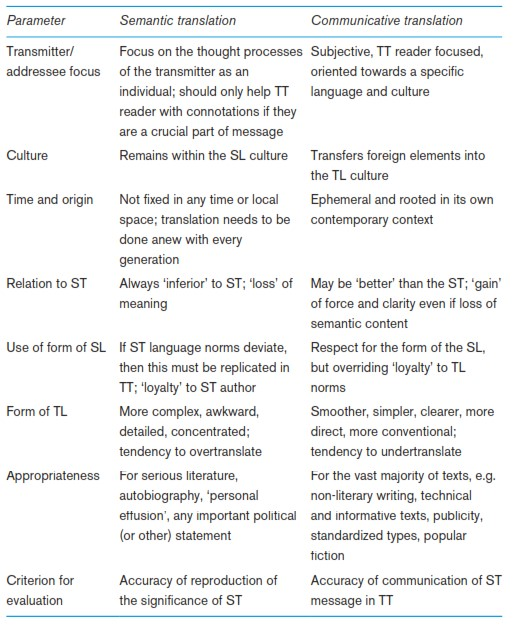 Parameter Semantic translation Communicative translation
Transmitter/ Focus on the thought processes Subjective, TT reader focused,
addressee focus of the transmitter as an oriented towards a specific
individual; should only help TT language and culture
reader with connotations if they
are a crucial part of message
Culture Remains within the SL culture Transfers foreign elements into
the TL culture
Time and origin Not fixed in any time or local Ephemeral and rooted in its own
space; translation needs to be contemporary context
done anew with every
generation
Relation to ST Always ‘inferior’ to ST; ‘loss’ of May be ‘better’ than the ST; ‘gain’
meaning of force and clarity even if loss of
semantic content
Use of form of SL If ST language norms deviate, Respect for the form of the SL,
then this must be replicated in but overriding ‘loyalty’ to TL
TT; ‘loyalty’ to ST author norms
Form of TL More complex, awkward, Smoother, simpler, clearer, more
detailed, concentrated; direct, more conventional;
tendency to overtranslate tendency to undertranslate
Appropriateness For serious literature, For the vast majority of texts, e.g.
autobiography, ‘personal non-literary writing, technical
effusion’, any important political and informative texts, publicity,
(or other) statement standardized types, popular
fiction
Criterion for Accuracy of reproduction of Accuracy of communication of ST
evaluation the significance of ST message in TT